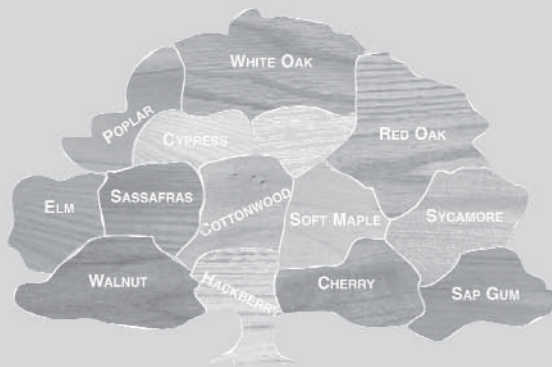 WHITE OAK
POPLAR
CYPRESS
RED OAK
ELM
SASSAFRAS
COTTONWOOD
SOFT MAPLE
SYCAMORE
WALNUT
HACKBERRY
CHERRY
SAP GUM